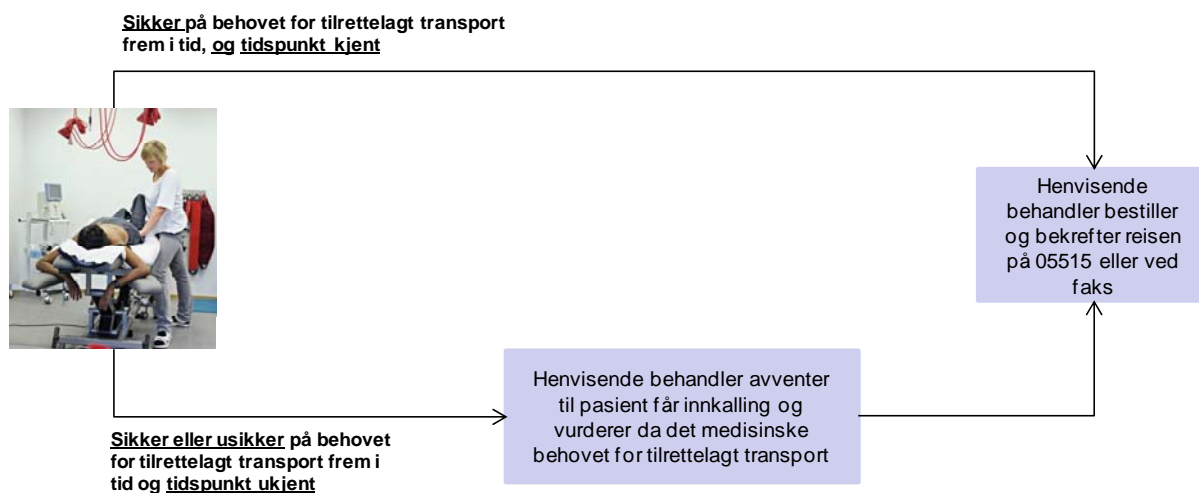 Sikker på behovet for tilrettelagt transport
frem i tid, og tidspunkt kjent
Henvisende
behandler bestiller
og bekrefter reisen
på 05515 eller ved
faks
Henvisende behandler avventer
til pasient får innkalling og
vurderer da det medisinske
behovet for tilrettelagt transport
Sikker eller usikker på behovet
for tilrettelagt transport frem i
tid og tidspunkt ukjent